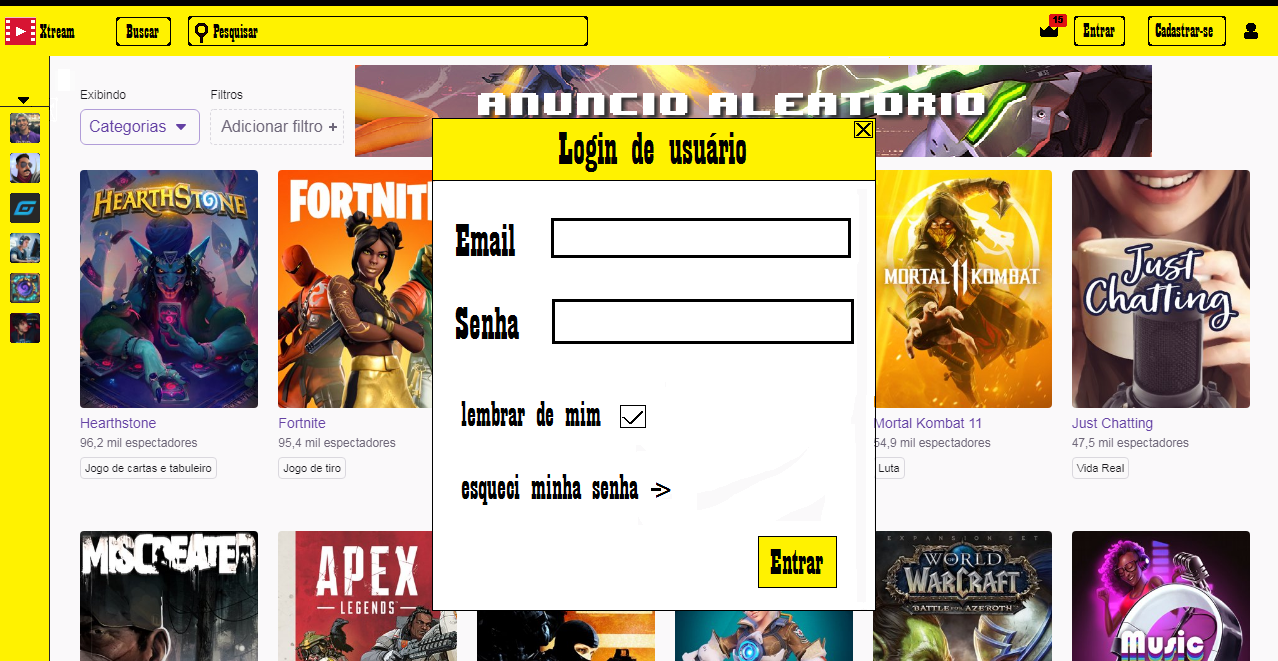 Xtream
Buscar
Pesquisar
15
Entrar
Cadastrar-se
Exibindo
Filtros
Categorias
Adicionar filtro +
ANUNCIO ALEATORIO
Login de usuário
Email
Senha
lembrar de mim
esqueci minha senha ->
Entrar
HEARTHSTONE
FORTNITE
MORTAL KOMBAT 11
Just
Chatting
Hearthstone
96,2 mil espectadores
Jogo de cartas e tabuleiro
Fortnite
95,4 mil espectadores
Jogo de tiro
Mortal Kombat 11
54,9 mil espectadores
Luta
Just Chatting
47,5 mil espectadores
Vida Real
MISCREATED
APEX
LEGENDS
EXPANSION SET
WORLD
OF
WARCRAFT
BATTLE FOR AZEROTH
Music